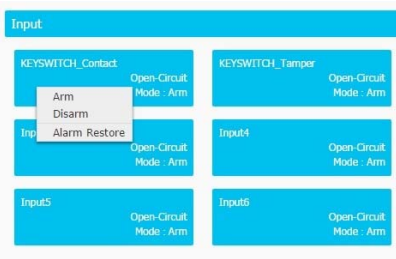 Input
KEYSWITCH_Contact
Open-Circuit
Mode : Arm
KEYSWITCH_Tamper
Open-Circuit
Mode : Arm
Arm
Disarm
Alarm Restore
Inp
Open-Circuit
Mode : Arm
Input4
Open-Circuit
Mode : Arm
Input5
Open-Circuit
Mode : Arm
Input6
Open-Circuit
Mode : Arm